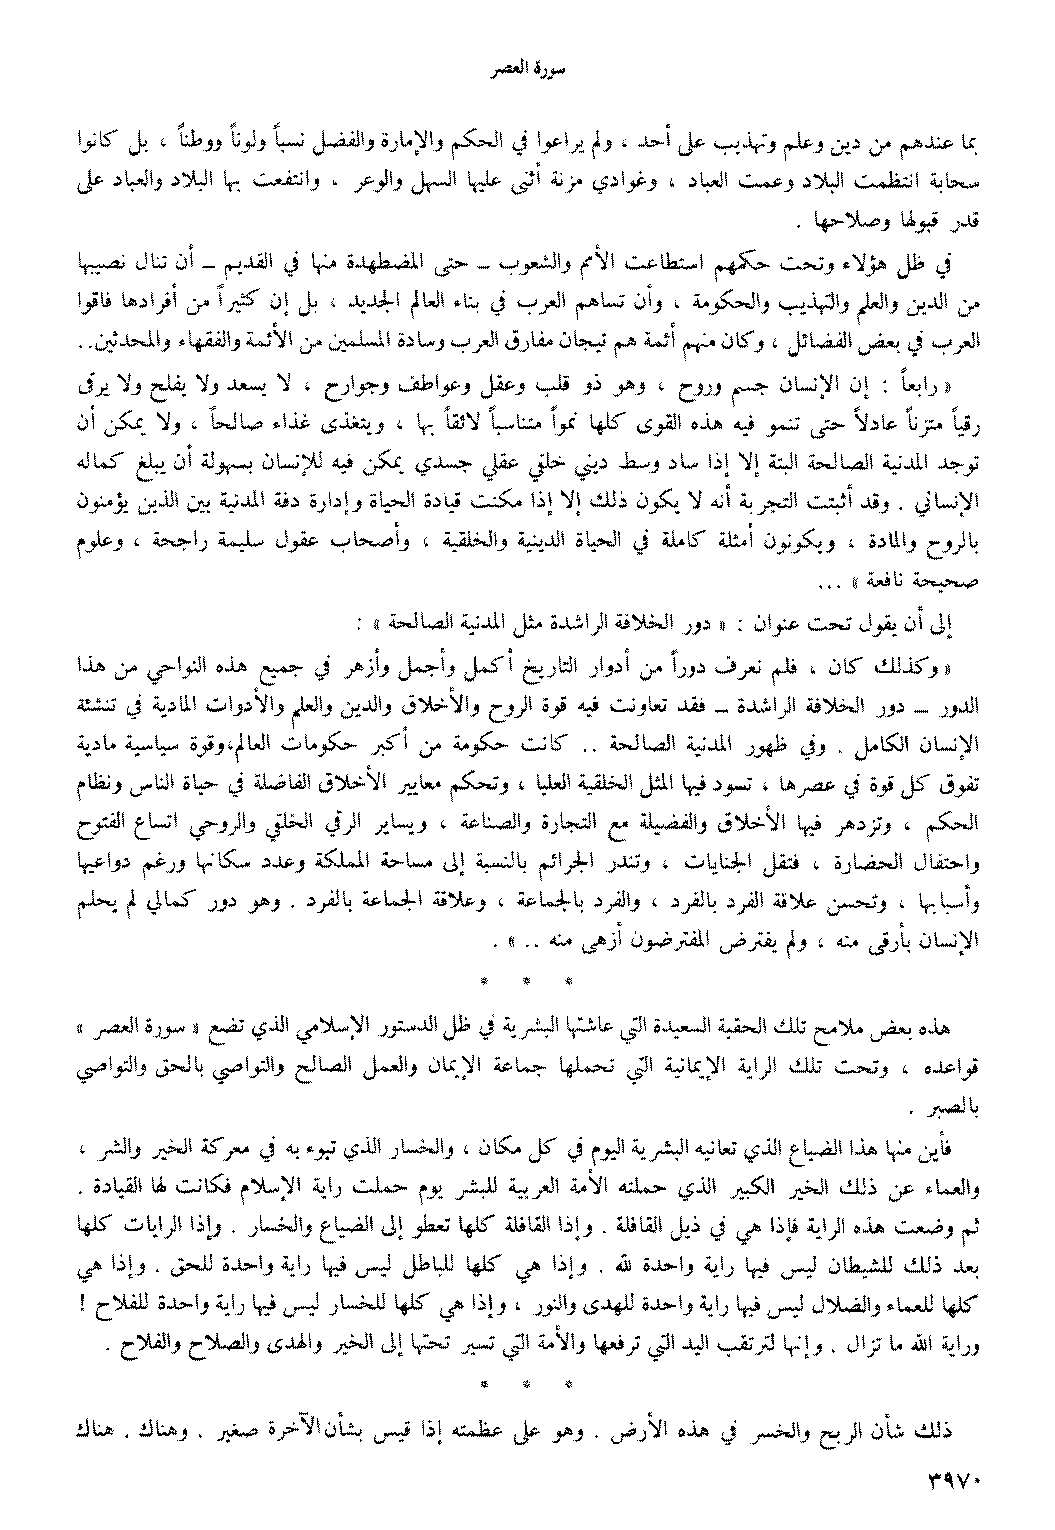 سورة العصر
بما عندهم من دين وعلم وتهذيب على أحد ، ولم يراعوا في الحكم والإمارة والفضل نسباً ولوناً ووطناً ، بل كانوا
سحابة انتظمت البلاد وعمت العباد ، وغوادي مزنة أثنى عليها السهل والوعر ، وانتفعت بها البلاد والعباد على
قدر قبولها وصلاحها .
في ظل هؤلاء وتحت حكمهم استطاعت الأمم والشعوب – حتى المضطهدة منها في القديم – أن تنال نصيبها
من الدين والعلم والتهذيب والحكومة ، وأن تساهم العرب في بناء العالم الجديد ، بل إن كثيراً من أفرادها فاقوا
العرب في بعض الفضائل ، وكان منهم أئمة هم تيجان مفارق العرب وسادة المسلمين من الأئمة والفقهاء والمحدثين..
« رابعاً : إن الإنسان جسم وروح ، وهو ذو قلب وعقل وعواطف وجوارح ، لا يسعد ولا يفلح ولا يرقى
رقياً متزناً عادلاً حتى تنمو فيه هذه القوى كلها نمواً متناسباً لائقاً بها ، ويتغذى غذاء صالحاً ، ولا يمكن أن
توجد المدنية الصالحة البتة إلا إذا ساد وسط ديني خلقي عقلي جسدي يمكن فيه للإنسان بسهولة أن يبلغ كماله
الإنساني . وقد أثبتت التجربة أنه لا يكون ذلك إلا إذا مكنت قيادة الحياة وإدارة دفة المدنية بين الذين يؤمنون
بالروح والمادة ، ويكونون أمثلة كاملة في الحياة الدينية والخلقية ، وأصحاب عقول سليمة راجحة ، وعلوم
صحيحة نافعة » ...
إلى أن يقول تحت عنوان : « دور الخلافة الراشدة مثل المدنية الصالحة » :
« وكذلك كان ، فلم نعرف دوراً من أدوار التاريخ أكمل وأجمل وأزهر في جميع هذه النواحي من هذا
الدور – دور الخلافة الراشدة – فقد تعاونت فيه قوة الروح والأخلاق والدين والعلم والأدوات المادية في تنشئة
الإنسان الكامل . وفي ظهور المدنية الصالحة .. كانت حكومة من أكبر حكومات العالم،وقوة سياسية مادية
تفوق كل قوة في عصرها ، تسود فيها المثل الخلقية العليا ، وتحكم معايير الأخلاق الفاضلة في حياة الناس ونظام
الحكم ، وتزدهر فيها الأخلاق والفضيلة مع التجارة والصناعة ، ويساير الرقي الخلقي والروحي اتساع الفتوح
واحتفال الحضارة ، فتقل الجنايات ، وتندر الجرائم بالنسبة إلى مساحة المملكة وعدد سكانها ورغم دواعيها
وأسبابها ، وتحسن علاقة الفرد بالفرد ، والفرد بالجماعة ، وعلاقة الجماعة بالفرد . وهو دور كمالي لم يحلم
الإنسان بأرقى منه ، ولم يفترض المفترضون أزهى منه .. » .
* * *
هذه بعض ملامح تلك الحقبة السعيدة التي عاشتها البشرية في ظل الدستور الإسلامي الذي تضع « سورة العصر »
قواعده ، وتحت تلك الراية الإيمانية التي تحملها جماعة الإيمان والعمل الصالح والتواصي بالحق والتواصي
بالصبر .
فأين منها هذا الضياع الذي تعانيه البشرية اليوم في كل مكان ، والخسار الذي تبوء به في معركة الخير والشر ،
والعماء عن ذلك الخير الكبير الذي حملته الأمة العربية للبشر يوم حملت راية الإسلام فكانت لها القيادة .
ثم وضعت هذه الراية فإذا هي في ذيل القافلة . وإذا القافلة كلها تعطو إلى الضياع والخسار . وإذا الرايات كلها
بعد ذلك للشيطان ليس فيها راية واحدة لله . وإذا هي كلها للباطل ليس فيها راية واحدة للحق . وإذا هي
كلها للعماء والضلال ليس فيها راية واحدة للهدى والنور ، وإذا هي كلها للخسار ليس فيها راية واحدة للفلاح !
وراية الله ما تزال . وإنها لترتقب اليد التي ترفعها والأمة التي تسير تحتها إلى الخير والهدى والصلاح والفلاح .
* * *
ذلك شأن الربح والخسر في هذه الأرض . وهو على عظمته إذا قيس بشأن الآخرة صغير . وهناك . هناك
٣٩٧٠